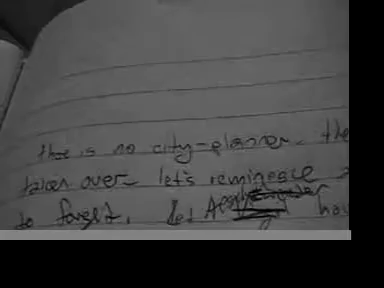 there is no city-planner. the
taken over. let's reminesce
to forget. let